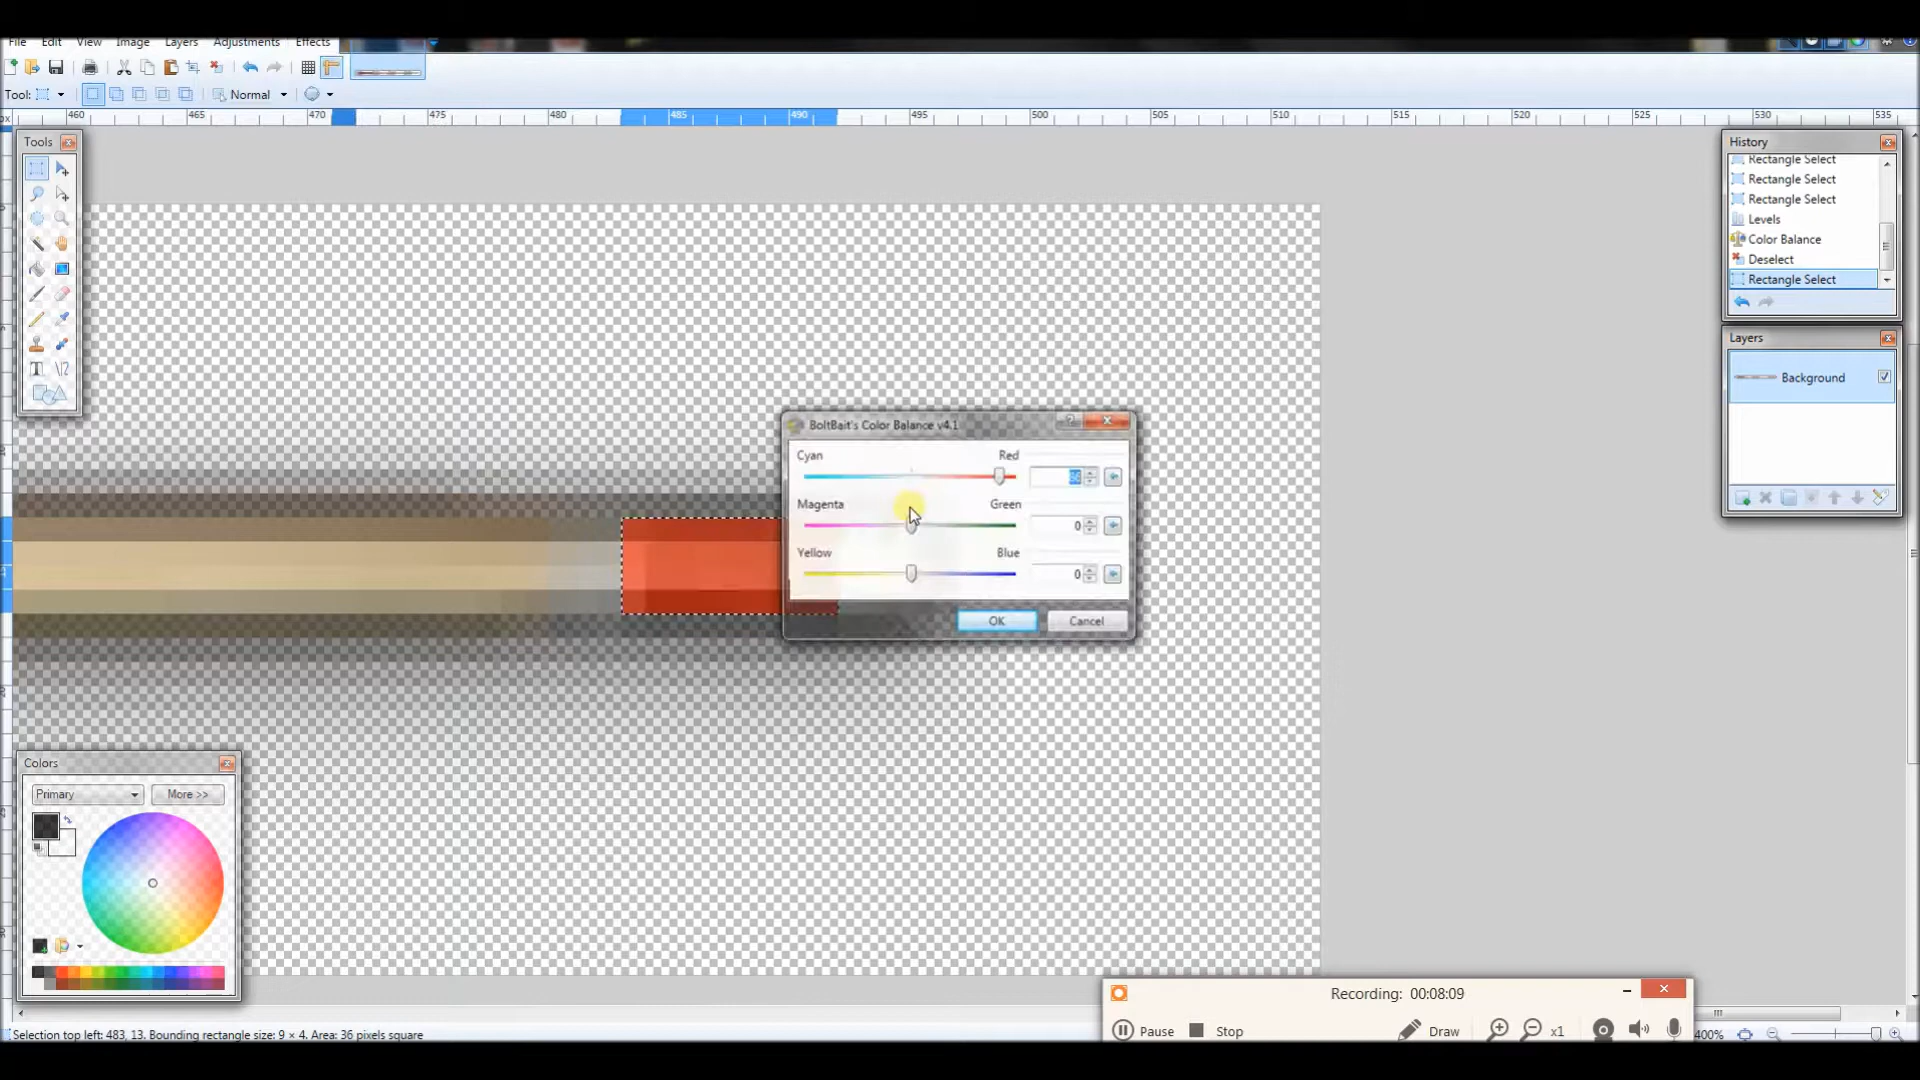 File Edit View Image Layers Adjustments Effects
Tool: Normal
460 465 470 475 480 485 490 495 500 505 510 515 520 525 530 535
Tools
History
Rectangle Select
Rectangle Select
Rectangle Select
Levels
Color Balance
Deselect
Rectangle Select
Layers
Background
BoltBait's Color Balance v4.1
Cyan Red
Magenta Green
0
Yellow Blue
0
OK Cancel
Colors
Primary More >>
Recording: 00:08:09
Pause Stop Draw x1
Selection top left: 483, 13. Bounding rectangle size: 9 × 4. Area: 36 pixels square
400%